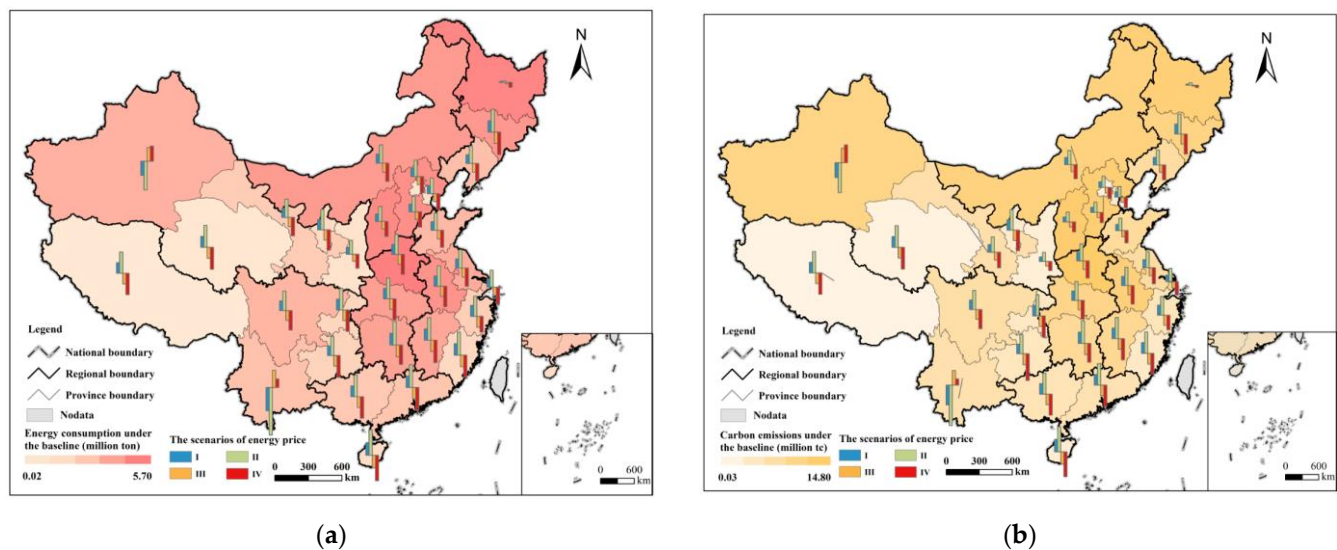 (a)
N
Legend
National boundary
Regional boundary
Province boundary
Nodata
Energy consumption under
the baseline (million ton)
0.02 5.70
The scenarios of energy price
I II
III IV
0 300 600
km
0 600
km
(b)
N
Legend
National boundary
Regional boundary
Province boundary
Nodata
Carbon emissions under
the baseline (million tc)
0.03 14.80
The scenarios of energy price
I II
III IV
0 300 600
km
0 600
km